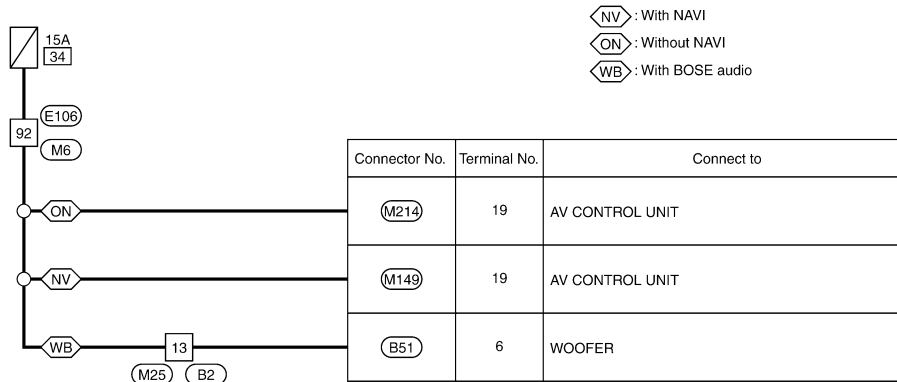 NV : With NAVI
ON : Without NAVI
WB : With BOSE audio
15A
34
E106
92
M6
Connector No. Terminal No. Connect to
ON M214 19 AV CONTROL UNIT
NV M149 19 AV CONTROL UNIT
WB 13 B51 6 WOOFER
M25 B2